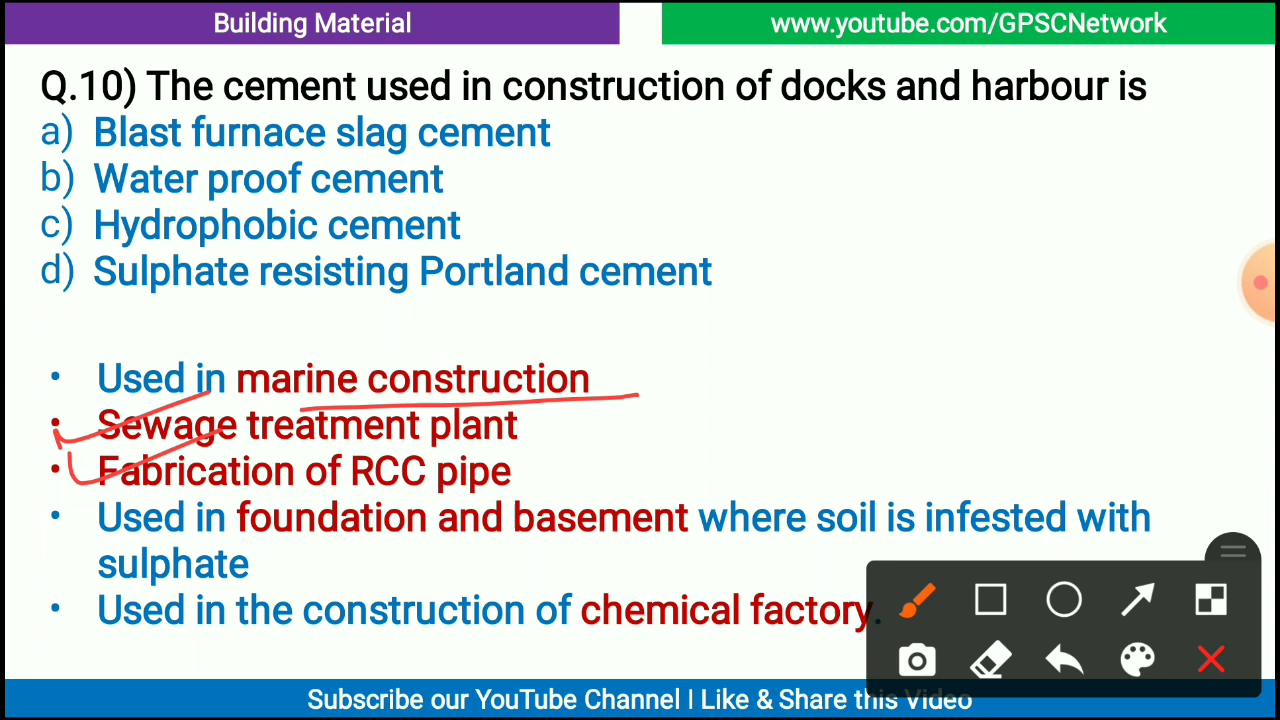 Building Material
www.youtube.com/GPSCNetwork
Q.10) The cement used in construction of docks and harbour is
a) Blast furnace slag cement
b) Water proof cement
c) Hydrophobic cement
d) Sulphate resisting Portland cement
• Used in marine construction
• Sewage treatment plant
• Fabrication of RCC pipe
• Used in foundation and basement where soil is infested with
sulphate
• Used in the construction of chemical factory.
Subscribe our YouTube Channel I Like & Share this Video